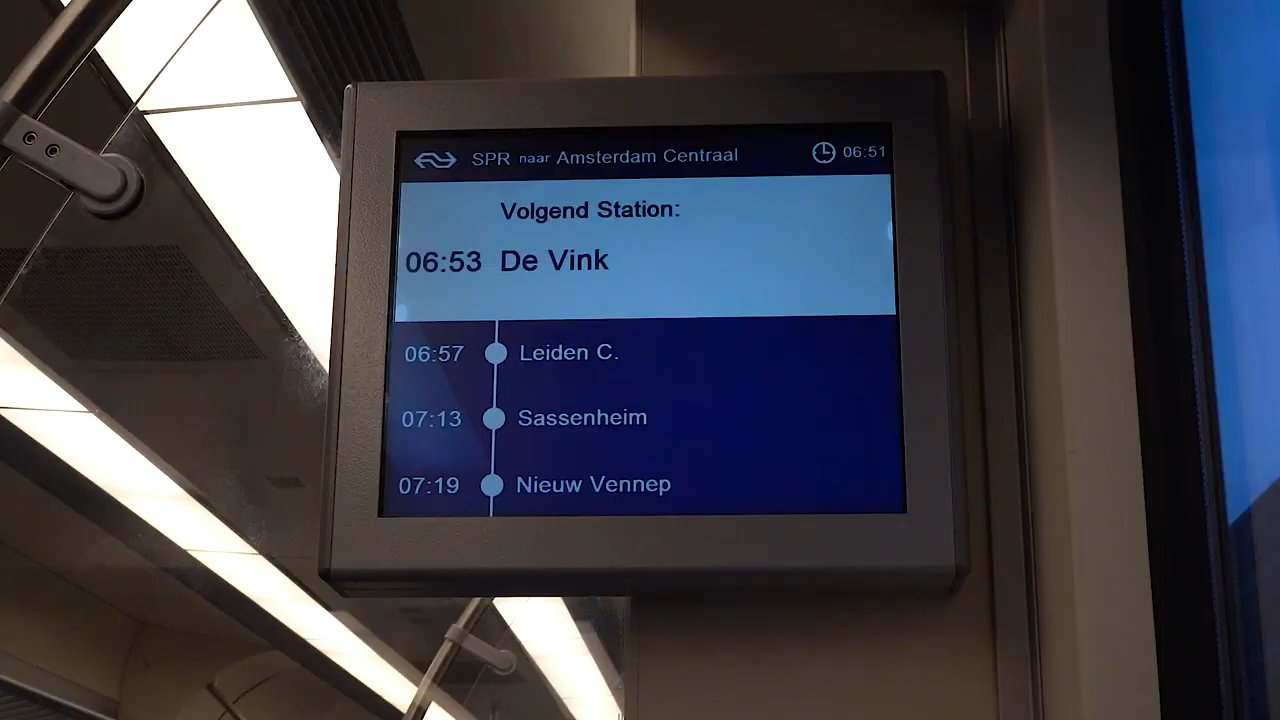 SPR naar Amsterdam Centraal 06:51
Volgend Station:
06:53 De Vink
06:57 Leiden C.
07:13 Sassenheim
07:19 Nieuw Vennep